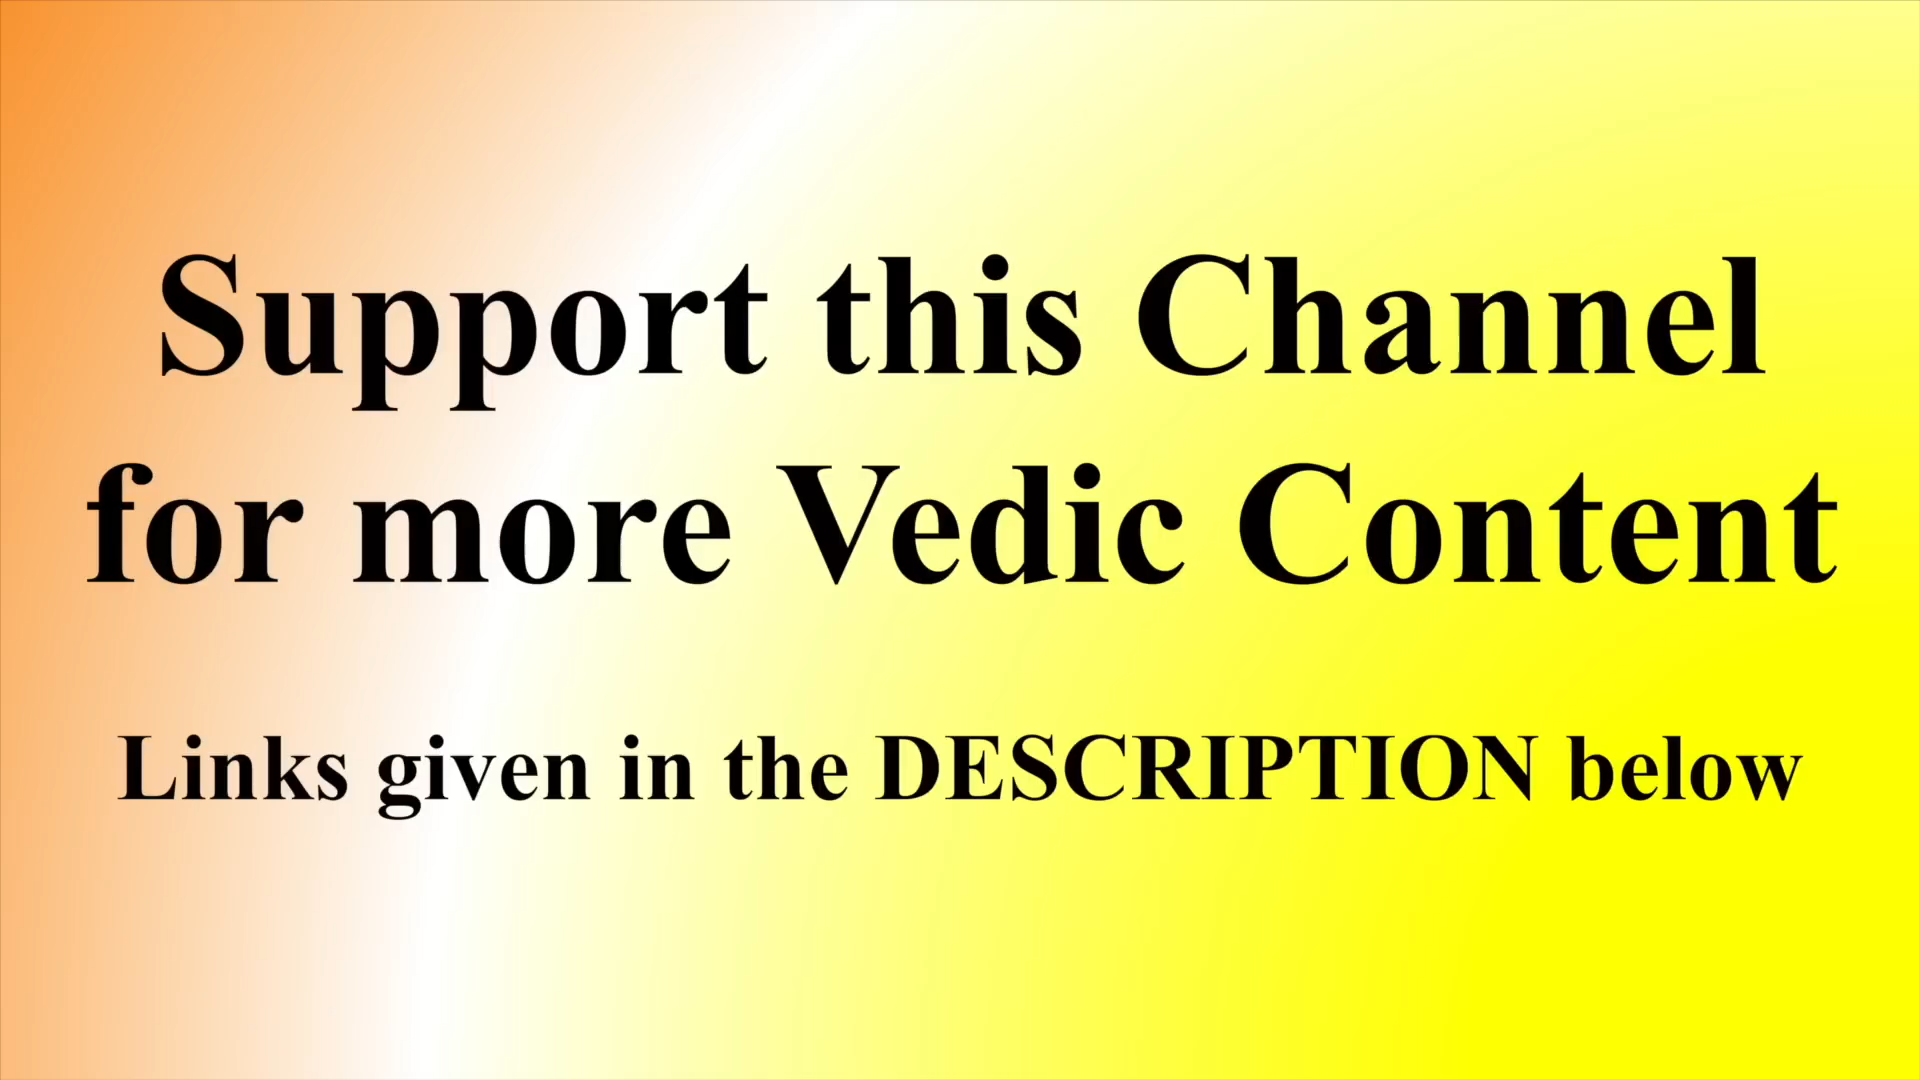 Support this Channel
for more Vedic Content
Links given in the DESCRIPTION below